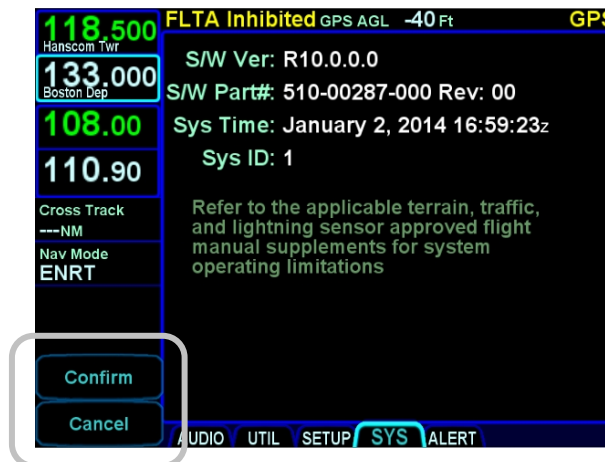 118.500
Hanscom Twr
133.000
Boston Dep
108.00
110.90
Cross Track
---NM
Nav Mode
ENRT
Confirm
Cancel
FLTA Inhibited GPS AGL -40 Ft GPS
S/W Ver: R10.0.0.0
S/W Part#: 510-00287-000 Rev: 00
Sys Time: January 2, 2014 16:59:23z
Sys ID: 1
Refer to the applicable terrain, traffic,
and lightning sensor approved flight
manual supplements for system
operating limitations
AUDIO UTIL SETUP SYS ALERT